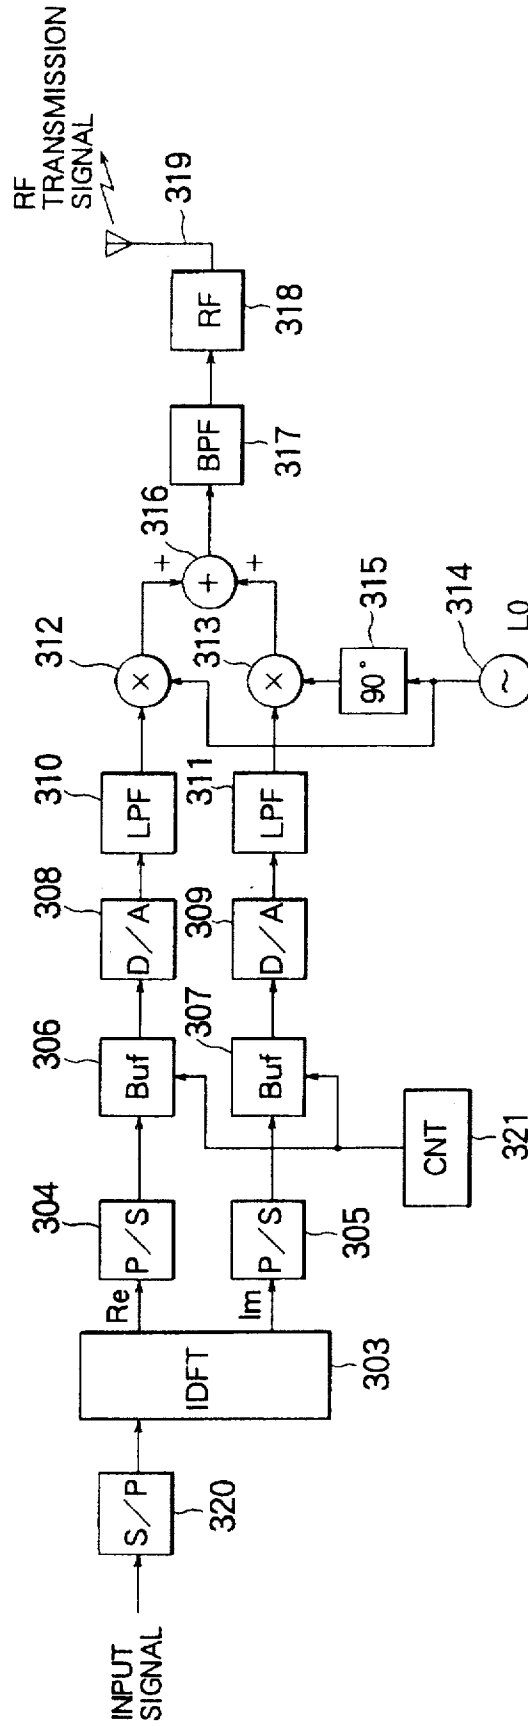 INPUT
SIGNAL
S/P
320
IDFT
303
Re
Im
P/S
304
P/S
305
Buf
306
Buf
307
CNT
321
D/A
308
D/A
309
LPF
310
LPF
311
×
312
×
313
90°
315
~
314
LO
+
+
+
316
BPF
317
RF
318
319
RF
TRANSMISSION
SIGNAL